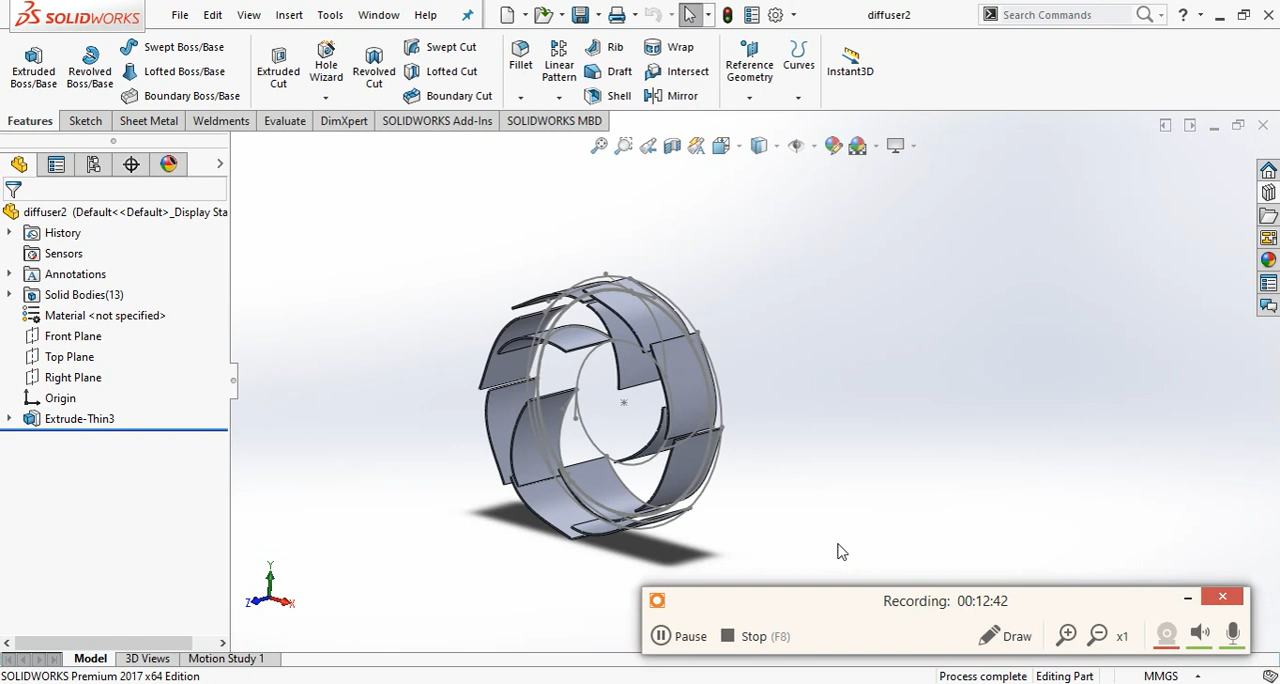 SOLIDWORKS File Edit View Insert Tools Window Help diffuser2 Search Commands ?
Extruded Boss/Base Revolved Boss/Base Swept Boss/Base Extruded Cut Hole Wizard Revolved Cut Swept Cut Fillet Linear Pattern Rib Wrap Reference Geometry Curves Instant3D
Lofted Boss/Base Lofted Cut Draft Intersect
Boundary Boss/Base Boundary Cut Shell Mirror
Features Sketch Sheet Metal Weldments Evaluate DimXpert SOLIDWORKS Add-Ins SOLIDWORKS MBD
diffuser2 (Default<<Default>_Display Sta
History
Sensors
Annotations
Solid Bodies(13)
Material <not specified>
Front Plane
Top Plane
Right Plane
Origin
Extrude-Thin3
Y
Z X
Recording: 00:12:42
Pause Stop (F8) Draw x1
Model 3D Views Motion Study 1
SOLIDWORKS Premium 2017 x64 Edition Process complete Editing Part MMGS